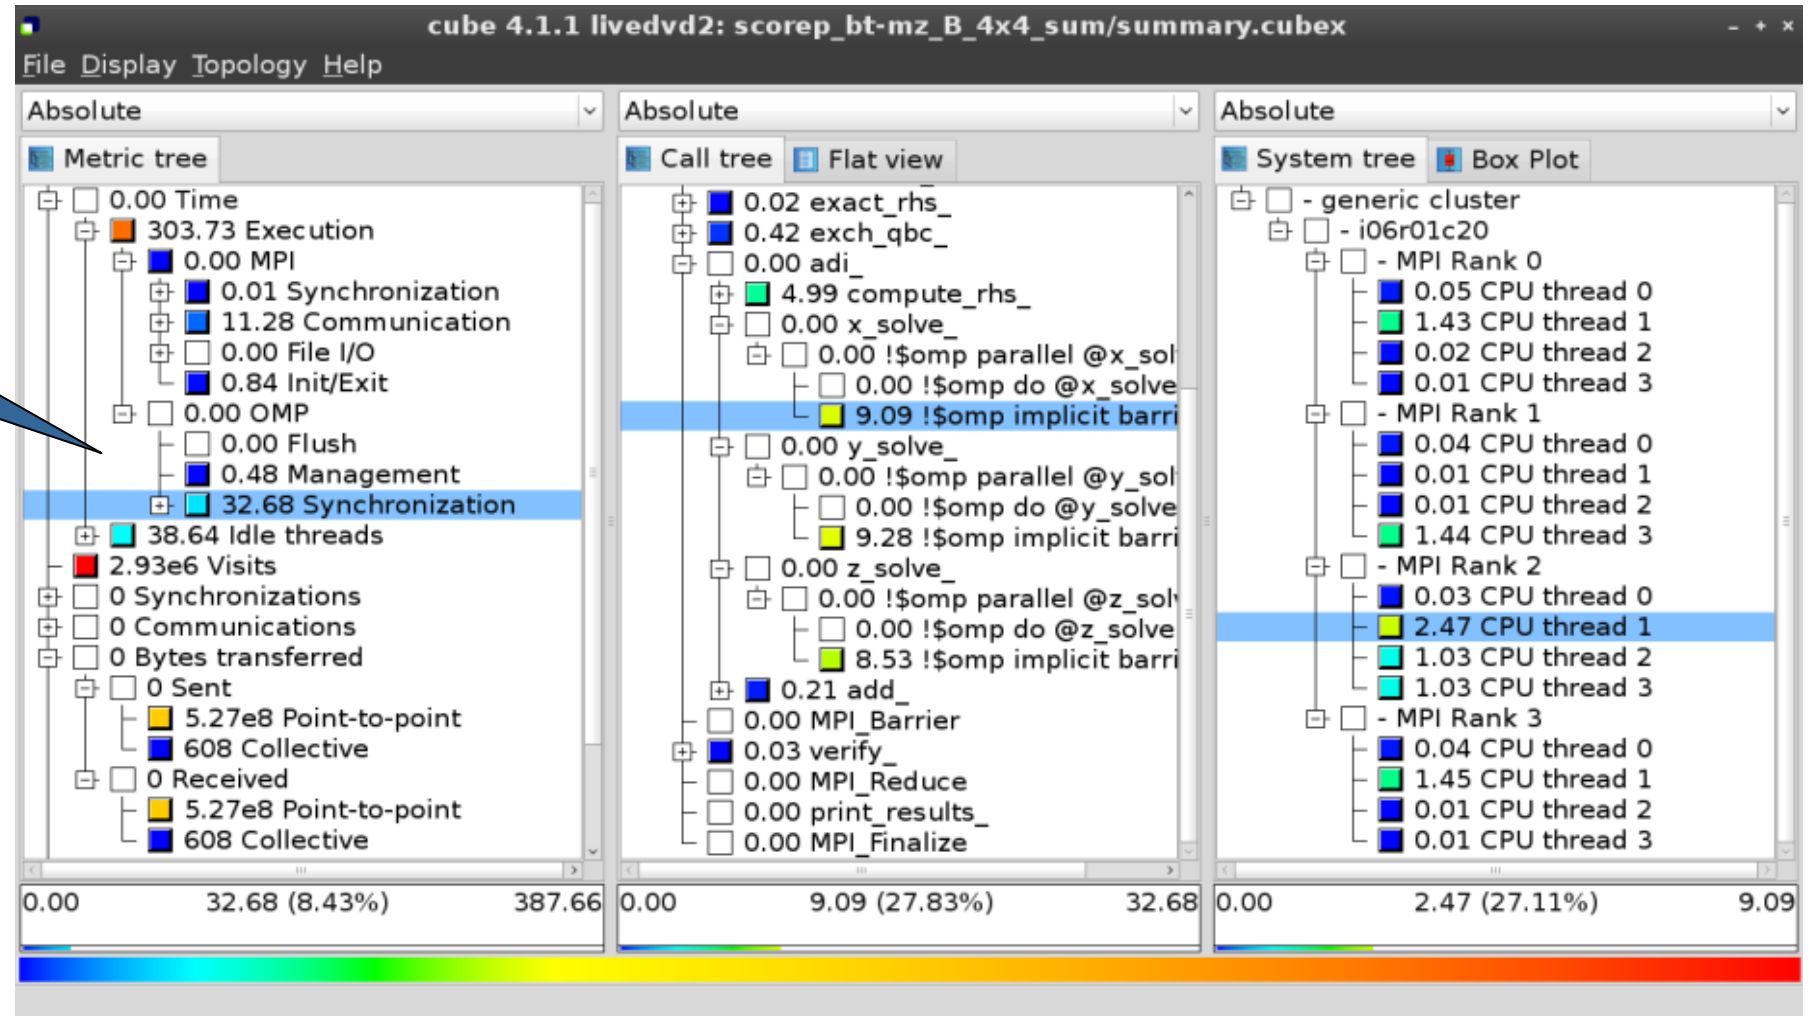 cube 4.1.1 livedvd2: scorep_bt-mz_B_4x4_sum/summary.cubex
File Display Topology Help
Absolute
Metric tree
0.00 Time
303.73 Execution
0.00 MPI
0.01 Synchronization
11.28 Communication
0.00 File I/O
0.84 Init/Exit
0.00 OMP
0.00 Flush
0.48 Management
32.68 Synchronization
38.64 Idle threads
2.93e6 Visits
0 Synchronizations
0 Communications
0 Bytes transferred
0 Sent
5.27e8 Point-to-point
608 Collective
0 Received
5.27e8 Point-to-point
608 Collective
0.00 32.68 (8.43%) 387.66
Absolute
Call tree Flat view
0.02 exact_rhs_
0.42 exch_qbc_
0.00 adi_
4.99 compute_rhs_
0.00 x_solve_
0.00 !$omp parallel @x_sol
0.00 !$omp do @x_solve
9.09 !$omp implicit barri
0.00 y_solve_
0.00 !$omp parallel @y_sol
0.00 !$omp do @y_solve
9.28 !$omp implicit barri
0.00 z_solve_
0.00 !$omp parallel @z_solv
0.00 !$omp do @z_solve
8.53 !$omp implicit barri
0.21 add_
0.00 MPI_Barrier
0.03 verify_
0.00 MPI_Reduce
0.00 print_results_
0.00 MPI_Finalize
0.00 9.09 (27.83%) 32.68
Absolute
System tree Box Plot
- generic cluster
- i06r01c20
- MPI Rank 0
0.05 CPU thread 0
1.43 CPU thread 1
0.02 CPU thread 2
0.01 CPU thread 3
- MPI Rank 1
0.04 CPU thread 0
0.01 CPU thread 1
0.01 CPU thread 2
1.44 CPU thread 3
- MPI Rank 2
0.03 CPU thread 0
2.47 CPU thread 1
1.03 CPU thread 2
1.03 CPU thread 3
- MPI Rank 3
0.04 CPU thread 0
1.45 CPU thread 1
0.01 CPU thread 2
0.01 CPU thread 3
0.00 2.47 (27.11%) 9.09